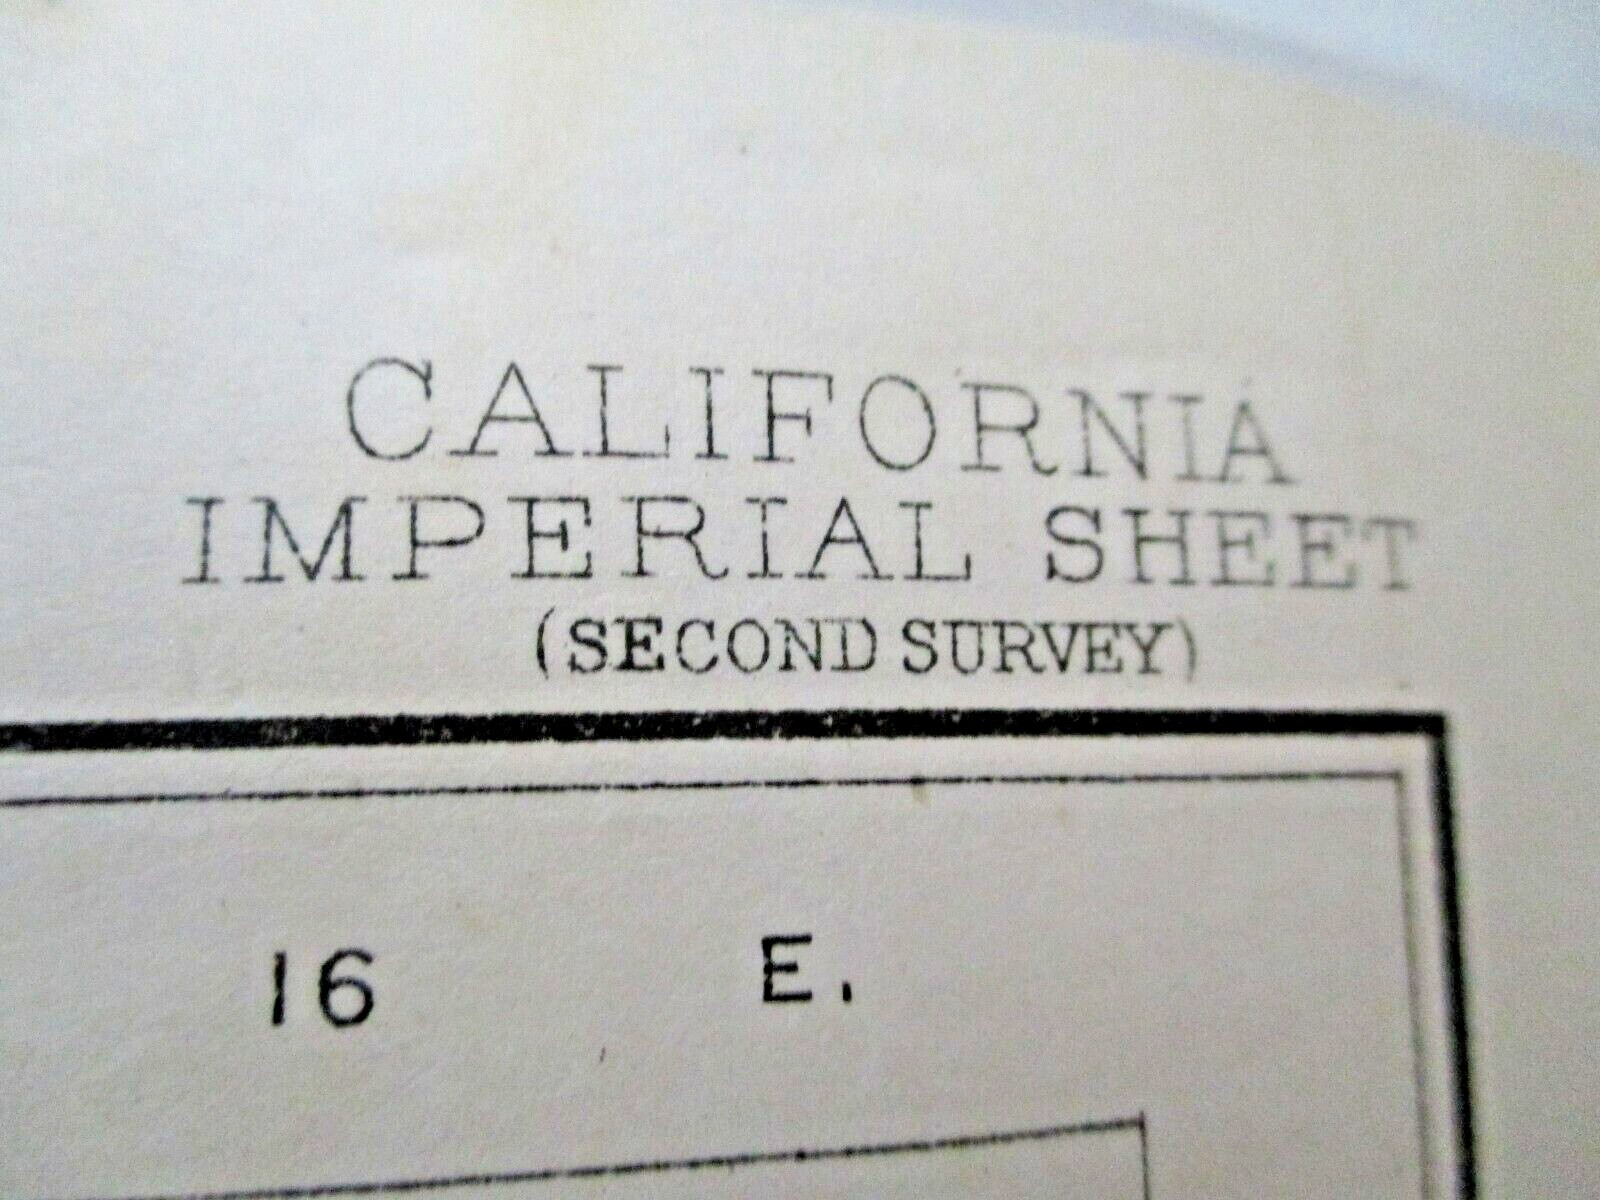 CALIFORNIA
IMPERIAL SHEET
(SECOND SURVEY)
16 E.